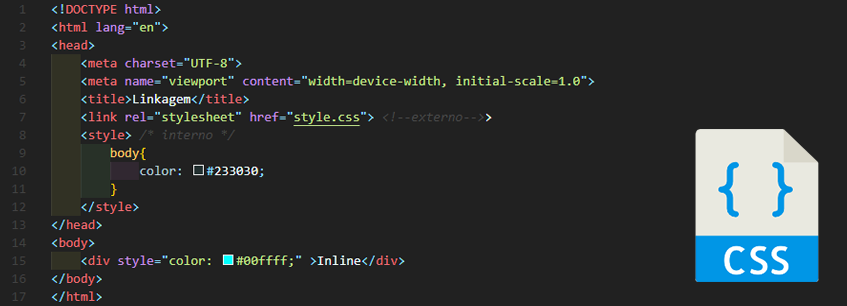 1 <!DOCTYPE html>
2 <html lang="en">
3 <head>
4 <meta charset="UTF-8">
5 <meta name="viewport" content="width=device-width, initial-scale=1.0">
6 <title>Linkagem</title>
7 <link rel="stylesheet" href="style.css"> <!--externo-->>
8 <style> /* interno */
9 body{
10 color: #233030;
11 }
12 </style>
13 </head>
14 <body>
15 <div style="color: #00ffff;" >Inline</div>
16 </body>
17 </html>
{ }
CSS